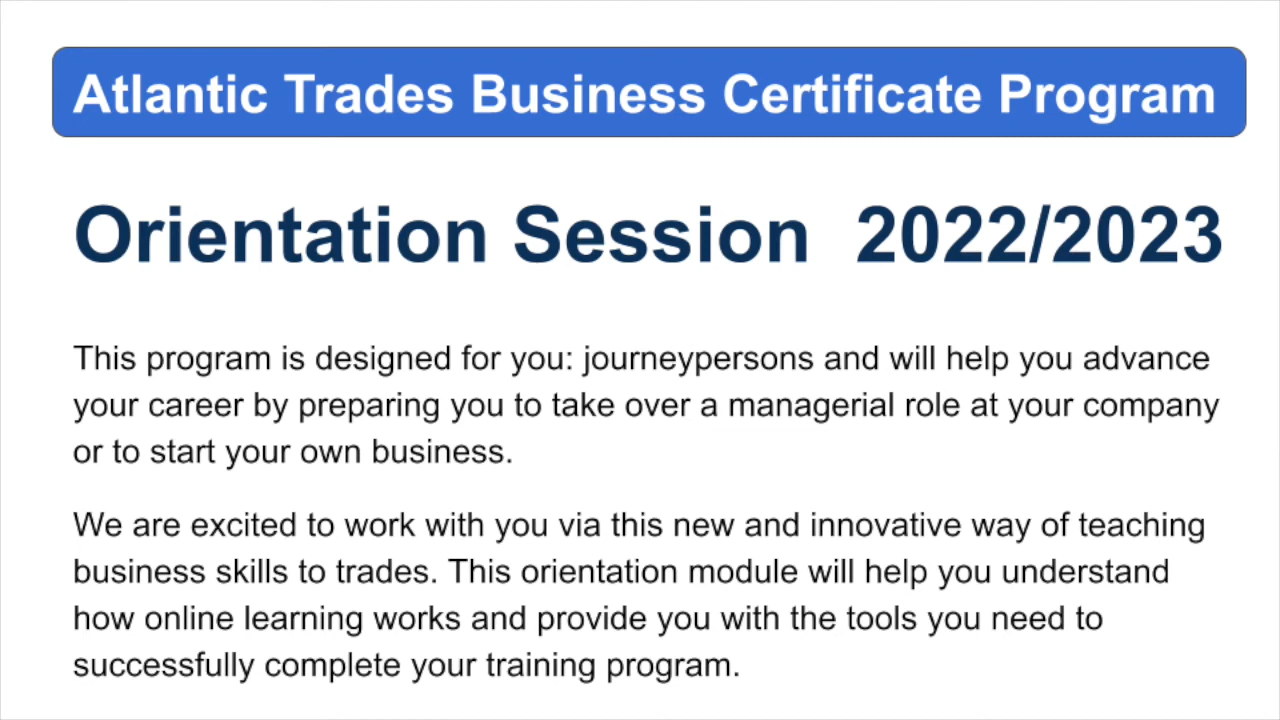 Atlantic Trades Business Certificate Program
Orientation Session 2022/2023
This program is designed for you: journeypersons and will help you advance
your career by preparing you to take over a managerial role at your company
or to start your own business.
We are excited to work with you via this new and innovative way of teaching
business skills to trades. This orientation module will help you understand
how online learning works and provide you with the tools you need to
successfully complete your training program.